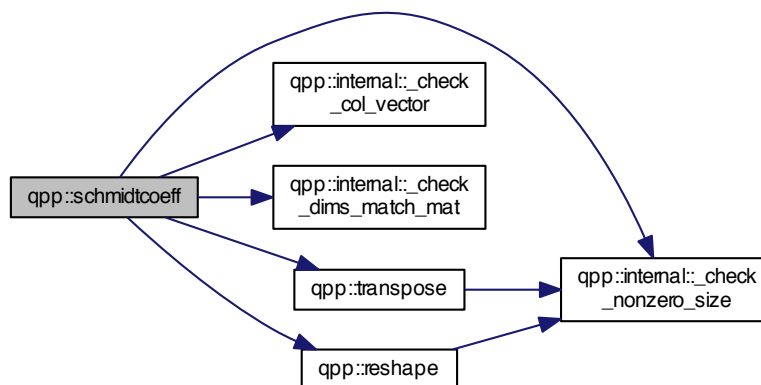 qpp::internal::_check
_col_vector
qpp::schmidtcoeff
qpp::internal::_check
_dims_match_mat
qpp::transpose
qpp::internal::_check
_nonzero_size
qpp::reshape